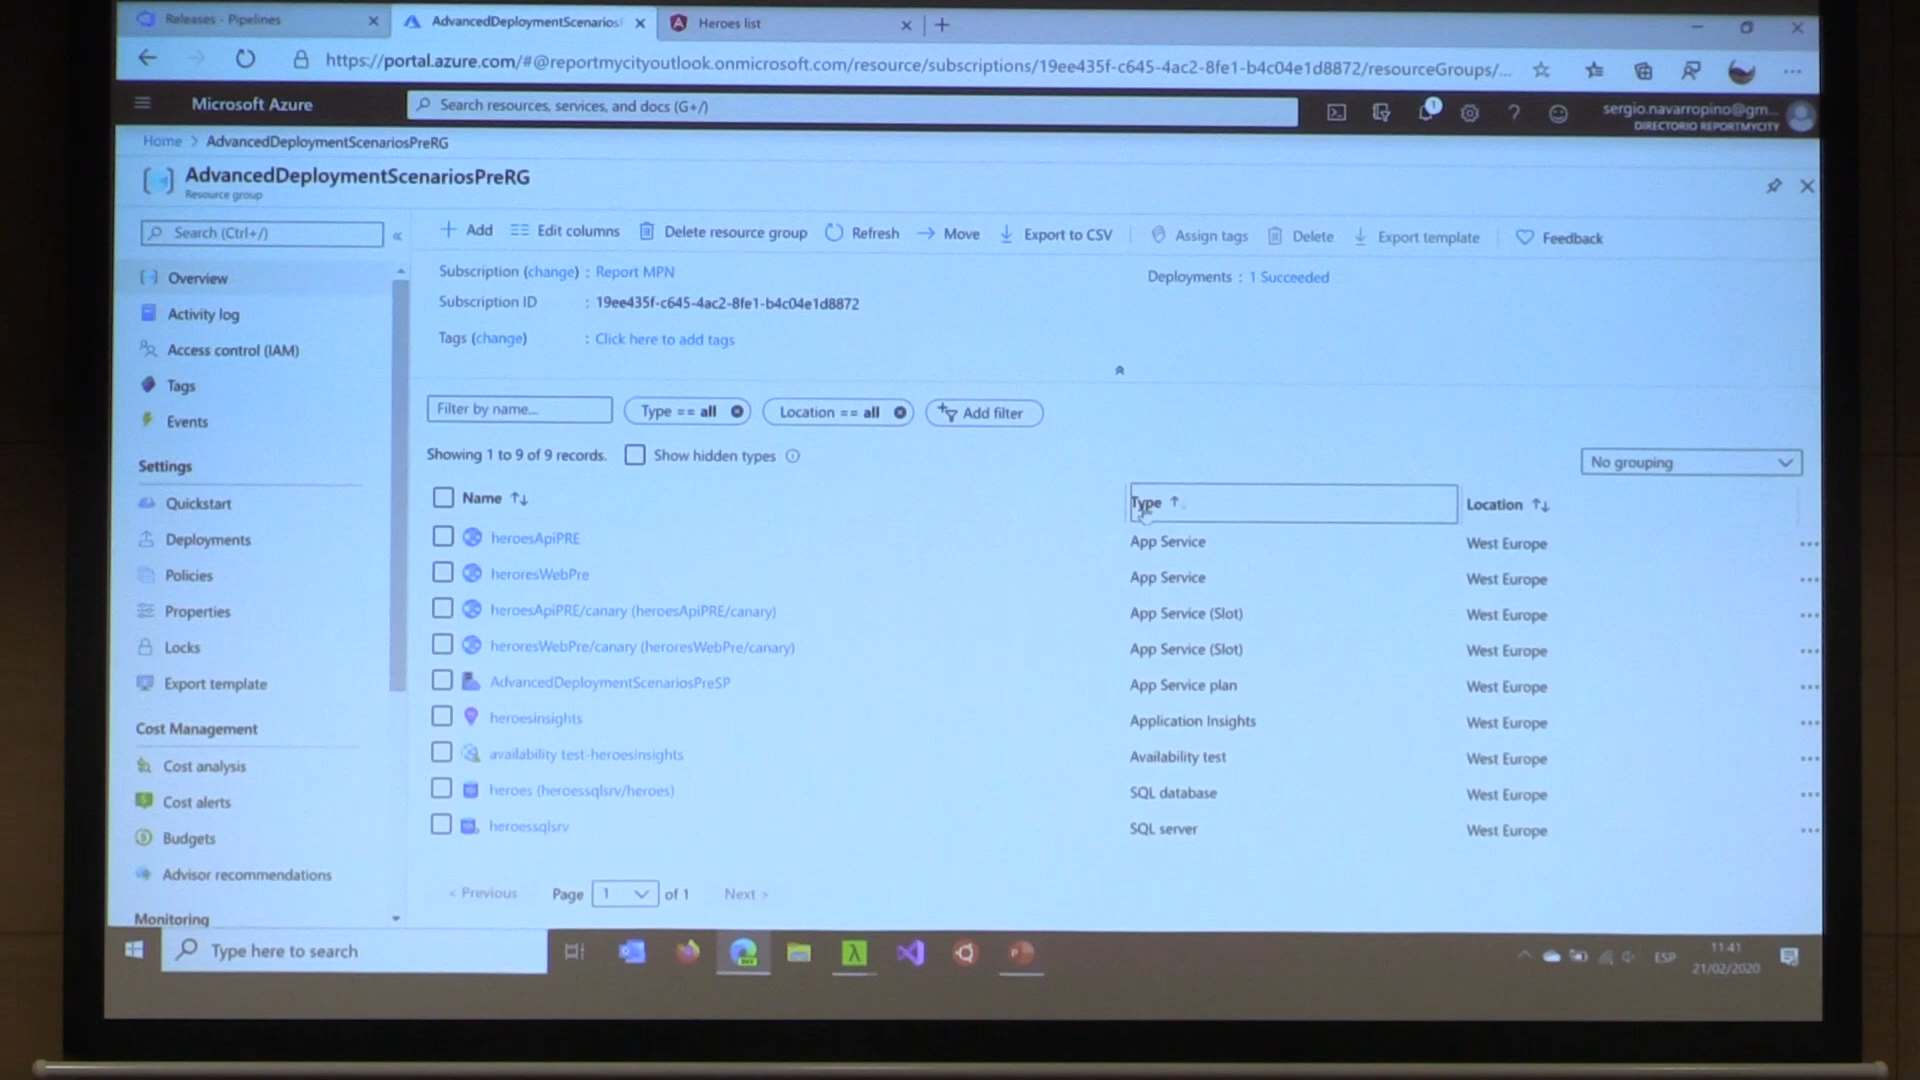 Releases - Pipelines
AdvancedDeploymentScenarios
Heroes list
https://portal.azure.com/#@reportmycityoutlook.onmicrosoft.com/resource/subscriptions/19ee435f-c645-4ac2-8fe1-b4c04e1d8872/resourceGroups/...
Microsoft Azure
Search resources, services, and docs (G+/)
1
sergio.navarropino@gm...
DIRECTORIO REPORTMYCITY
Home > AdvancedDeploymentScenariosPreRG
AdvancedDeploymentScenariosPreRG
Resource group
Search (Ctrl+/)
Add
Edit columns
Delete resource group
Refresh
Move
Export to CSV
Assign tags
Delete
Export template
Feedback
Overview
Activity log
Access control (IAM)
Tags
Events
Settings
Quickstart
Deployments
Policies
Properties
Locks
Export template
Cost Management
Cost analysis
Cost alerts
Budgets
Advisor recommendations
Monitoring
Subscription (change) : Report MPN
Deployments : 1 Succeeded
Subscription ID : 19ee435f-c645-4ac2-8fe1-b4c04e1d8872
Tags (change) : Click here to add tags
Filter by name...
Type == all
Location == all
Add filter
Showing 1 to 9 of 9 records.
Show hidden types
No grouping
Name Type Location
heroesApiPRE App Service West Europe
heroresWebPre App Service West Europe
heroesApiPRE/canary (heroesApiPRE/canary) App Service (Slot) West Europe
heroresWebPre/canary (heroresWebPre/canary) App Service (Slot) West Europe
AdvancedDeploymentScenariosPreSP App Service plan West Europe
heroesinsights Application Insights West Europe
availability test-heroesinsights Availability test West Europe
heroes (heroessqlsrv/heroes) SQL database West Europe
heroessqlsrv SQL server West Europe
< Previous Page 1 of 1 Next >
Type here to search
ESP
11:41
21/02/2020